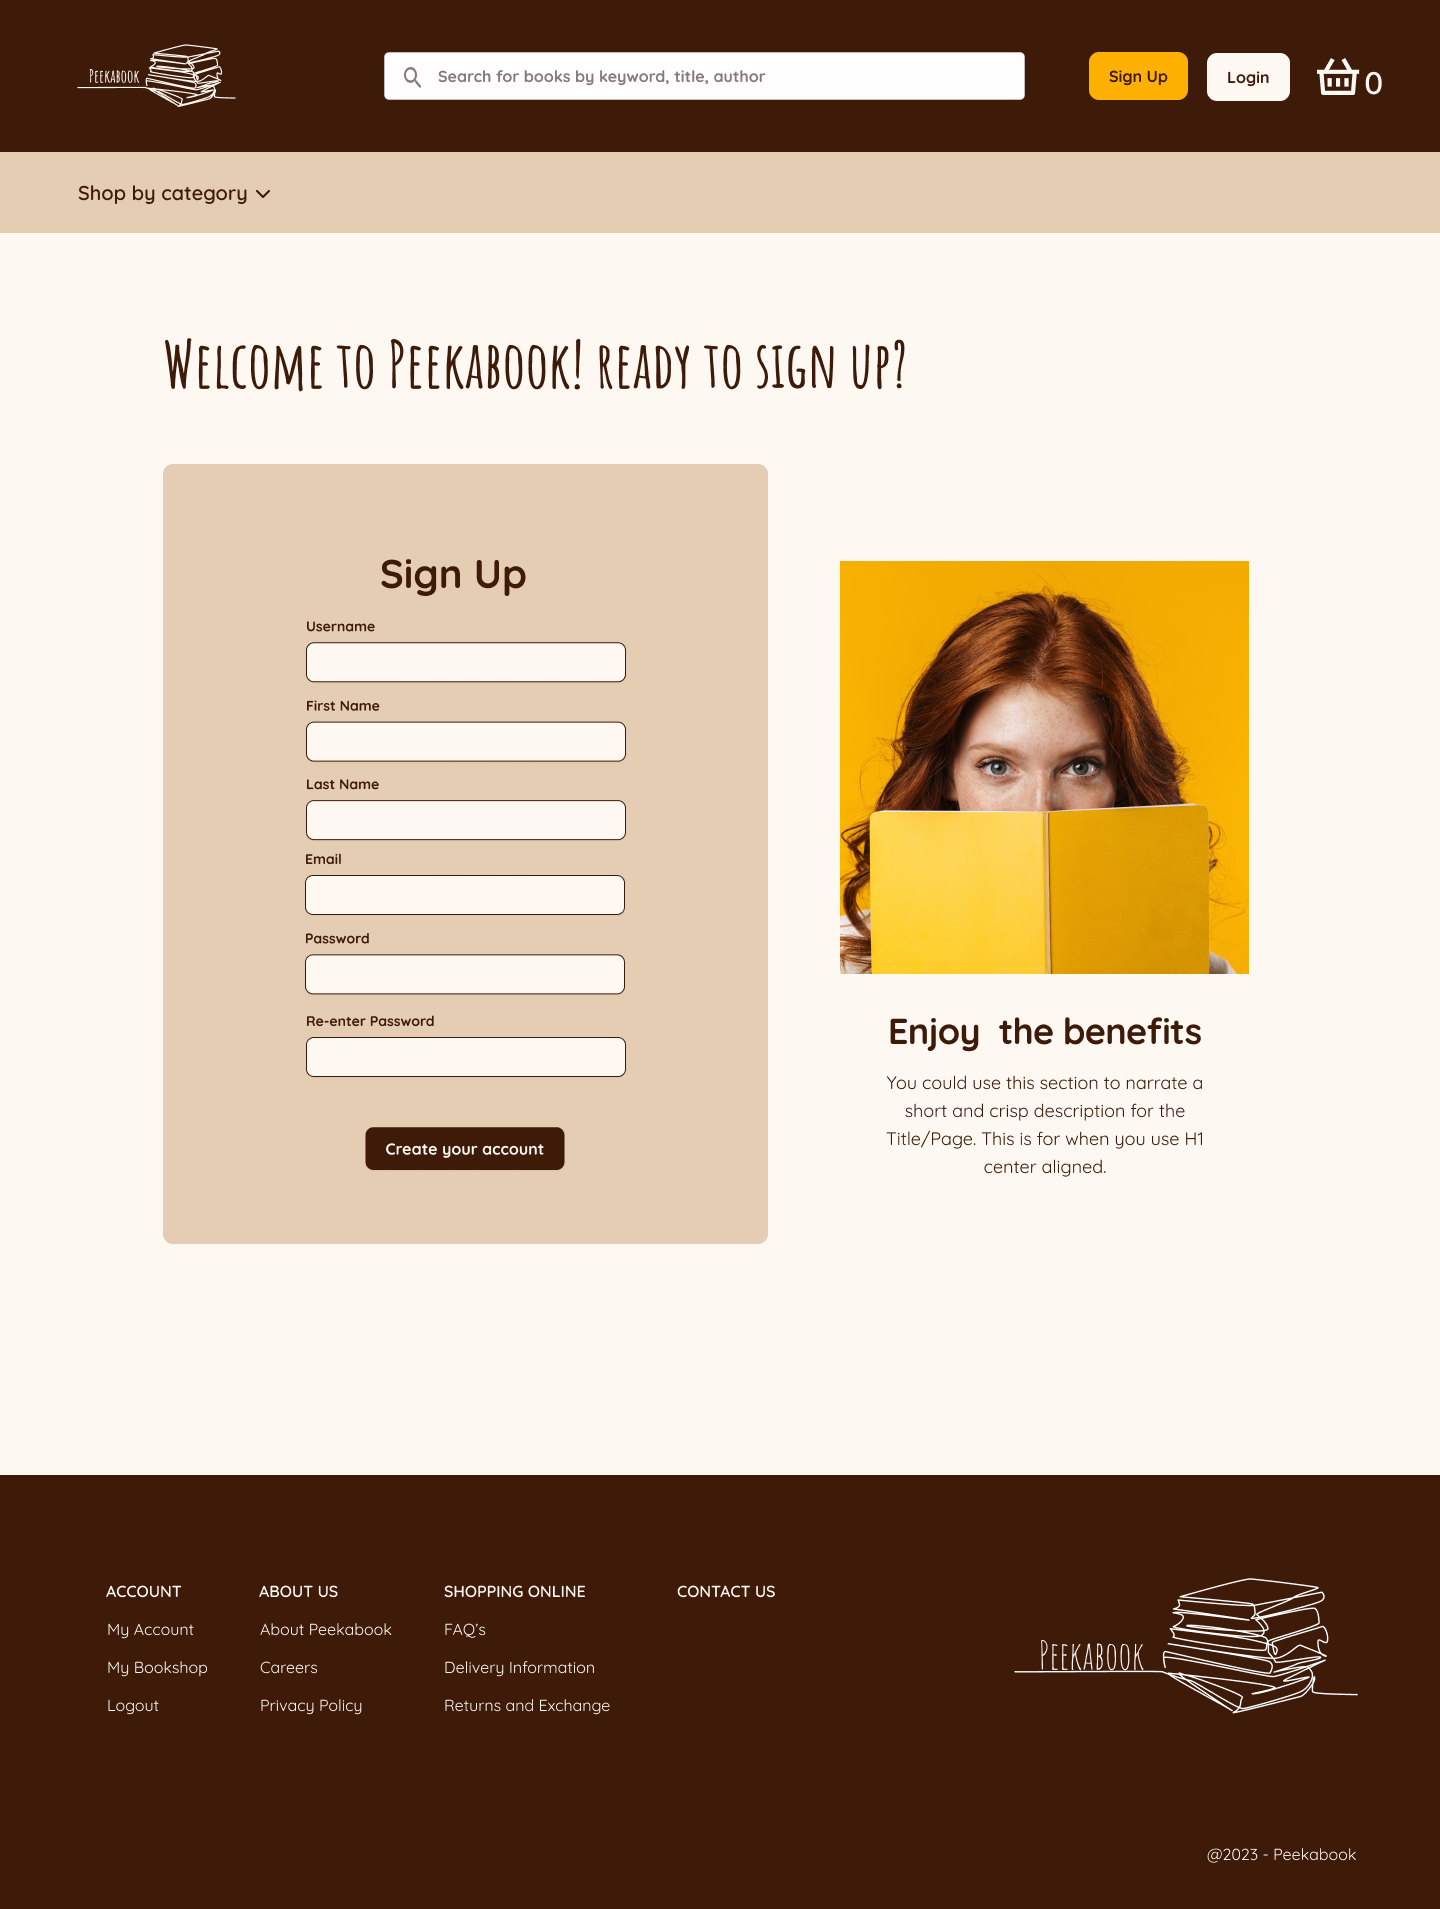 Peekabook
Search for books by keyword, title, author
Sign Up
Login
0
Shop by category
Welcome to Peekabook! ready to sign up?
Sign Up
Username
First Name
Last Name
Email
Password
Re-enter Password
Create your account
Enjoy  the benefits
You could use this section to narrate a
short and crisp description for the
Title/Page. This is for when you use H1
center aligned.
ACCOUNT
My Account
My Bookshop
Logout
ABOUT US
About Peekabook
Careers
Privacy Policy
SHOPPING ONLINE
FAQ's
Delivery Information
Returns and Exchange
CONTACT US
Peekabook
@2023 - Peekabook